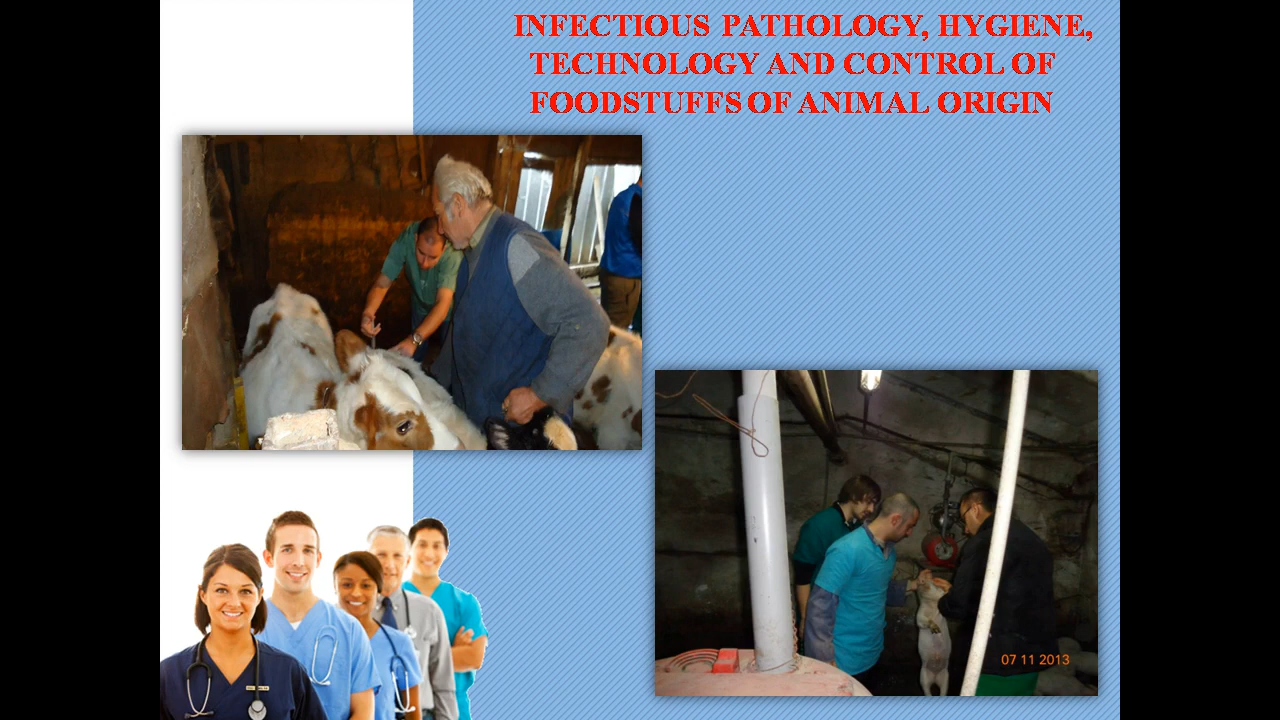 INFECTIOUS PATHOLOGY, HYGIENE,
TECHNOLOGY AND CONTROL OF
FOODSTUFFS OF ANIMAL ORIGIN
07 11 2013